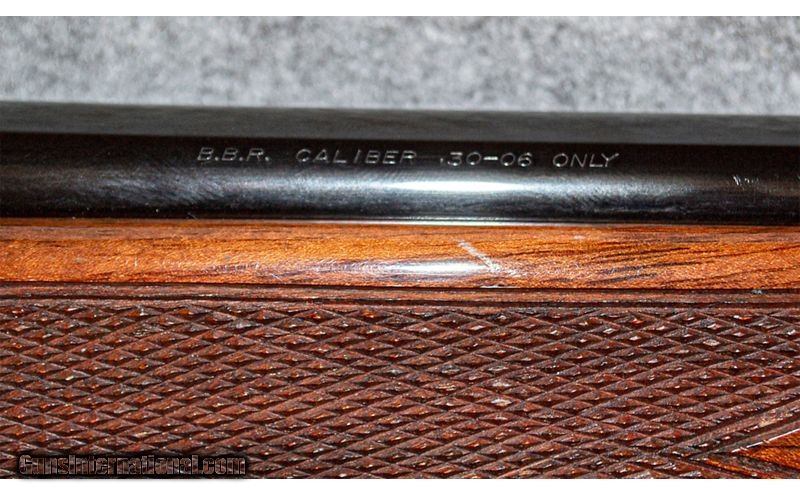 B.B.R. CALIBER .30-06 ONLY
GunsInternational.com